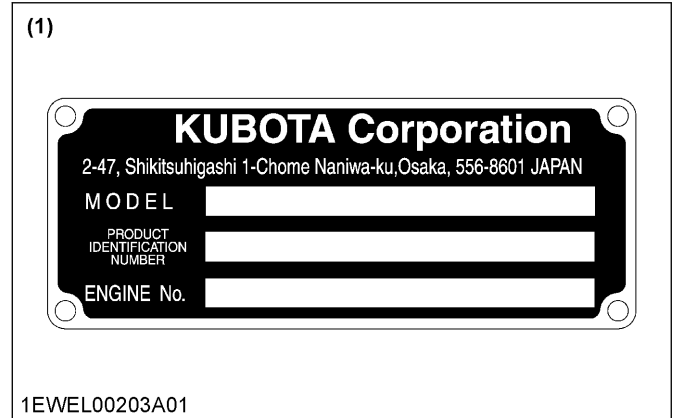 (1)
KUBOTA Corporation
2-47, Shikitsuhigashi 1-Chome Naniwa-ku,Osaka, 556-8601 JAPAN
MODEL
PRODUCT
IDENTIFICATION
NUMBER
ENGINE No.
1EWEL00203A01